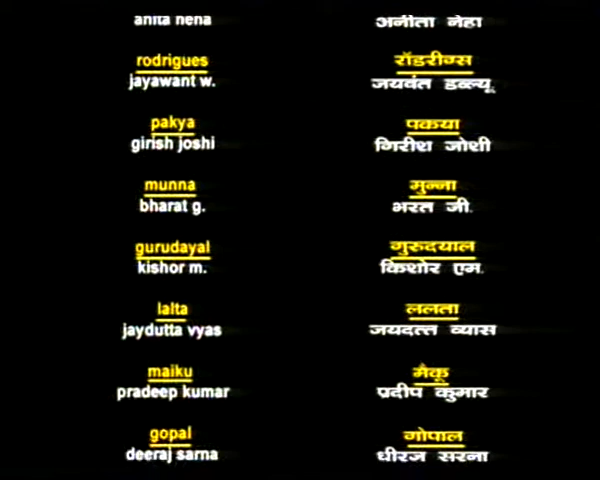 anita neha
अनीता नेहा
rodrigues
रॉडरीग्स
jayawant w.
जयवंत डब्ल्यू.
pakya
पकया
girish joshi
गिरीश जोशी
munna
मुन्ना
bharat g.
भरत जी.
gurudayal
गुरुदयाल
kishor m.
किशोर एम.
lalta
ललता
jaydutta vyas
जयदत्त व्यास
maiku
मैकू
pradeep kumar
प्रदीप कुमार
gopal
गोपाल
deeraj sarna
धीरज सरना